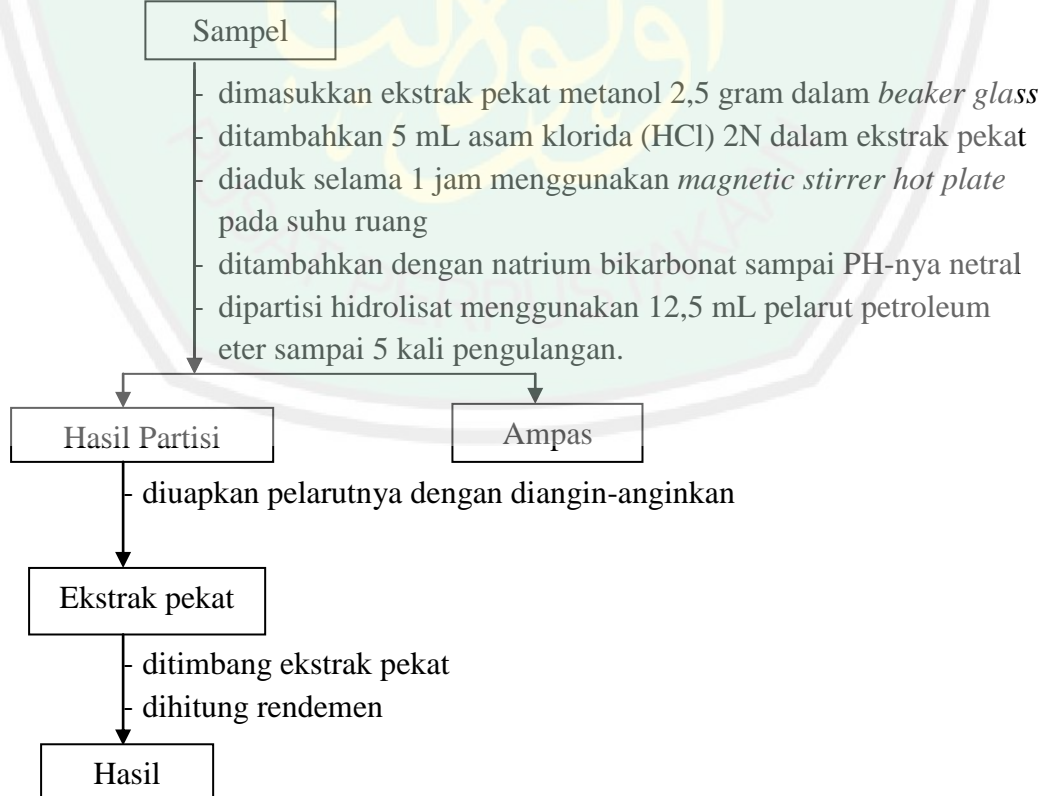 Sampel
- dimasukkan ekstrak pekat metanol 2,5 gram dalam beaker glass
- ditambahkan 5 mL asam klorida (HCl) 2N dalam ekstrak pekat
- diaduk selama 1 jam menggunakan magnetic stirrer hot plate
pada suhu ruang
- ditambahkan dengan natrium bikarbonat sampai PH-nya netral
- dipartisi hidrolisat menggunakan 12,5 mL pelarut petroleum
eter sampai 5 kali pengulangan.
Hasil Partisi
Ampas
- diuapkan pelarutnya dengan diangin-anginkan
Ekstrak pekat
- ditimbang ekstrak pekat
- dihitung rendemen
Hasil
PUSAT PERPUSTAKAAN